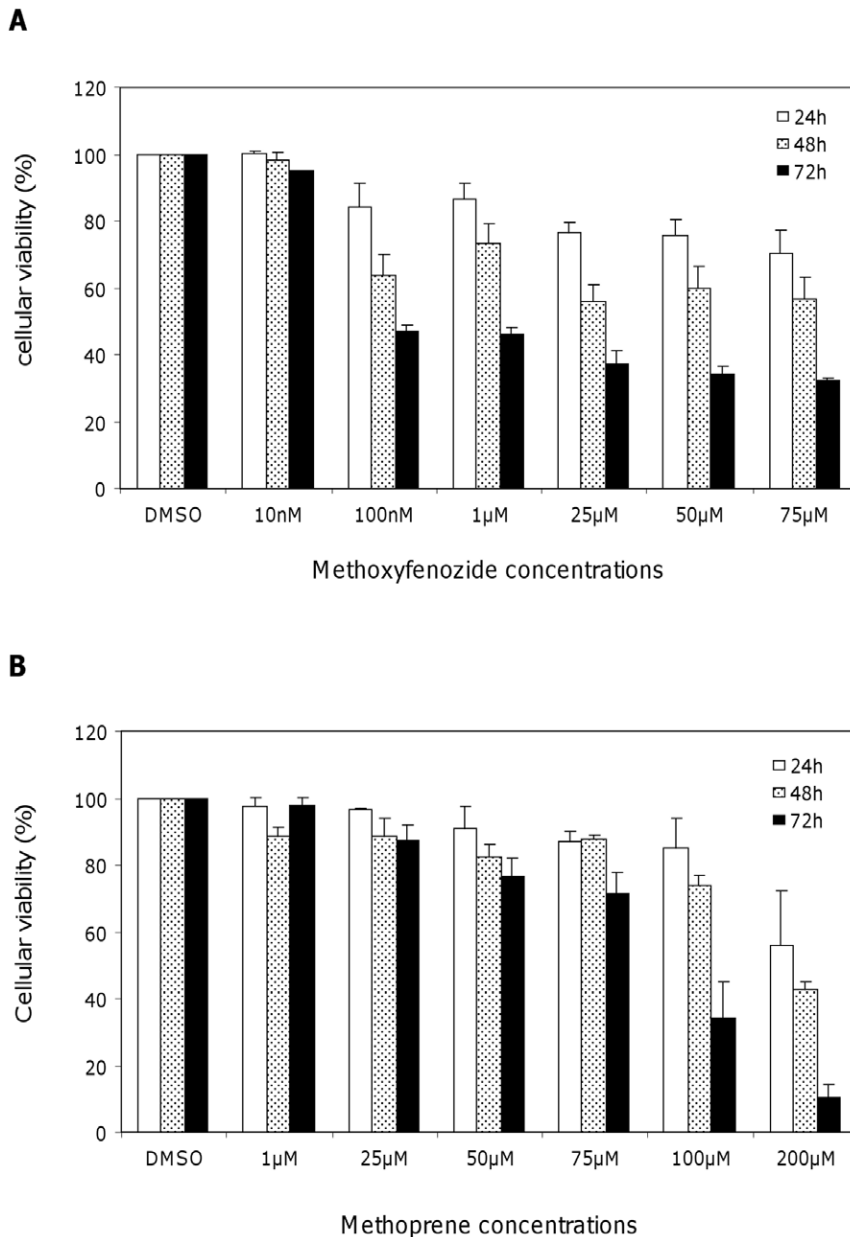 A
120
100
80
60
40
20
0
cellular viability (%)
24h
48h
72h
DMSO 10nM 100nM 1µM 25µM 50µM 75µM
Methoxyfenozide concentrations
B
120
100
80
60
40
20
0
Cellular viability (%)
24h
48h
72h
DMSO 1µM 25µM 50µM 75µM 100µM 200µM
Methoprene concentrations